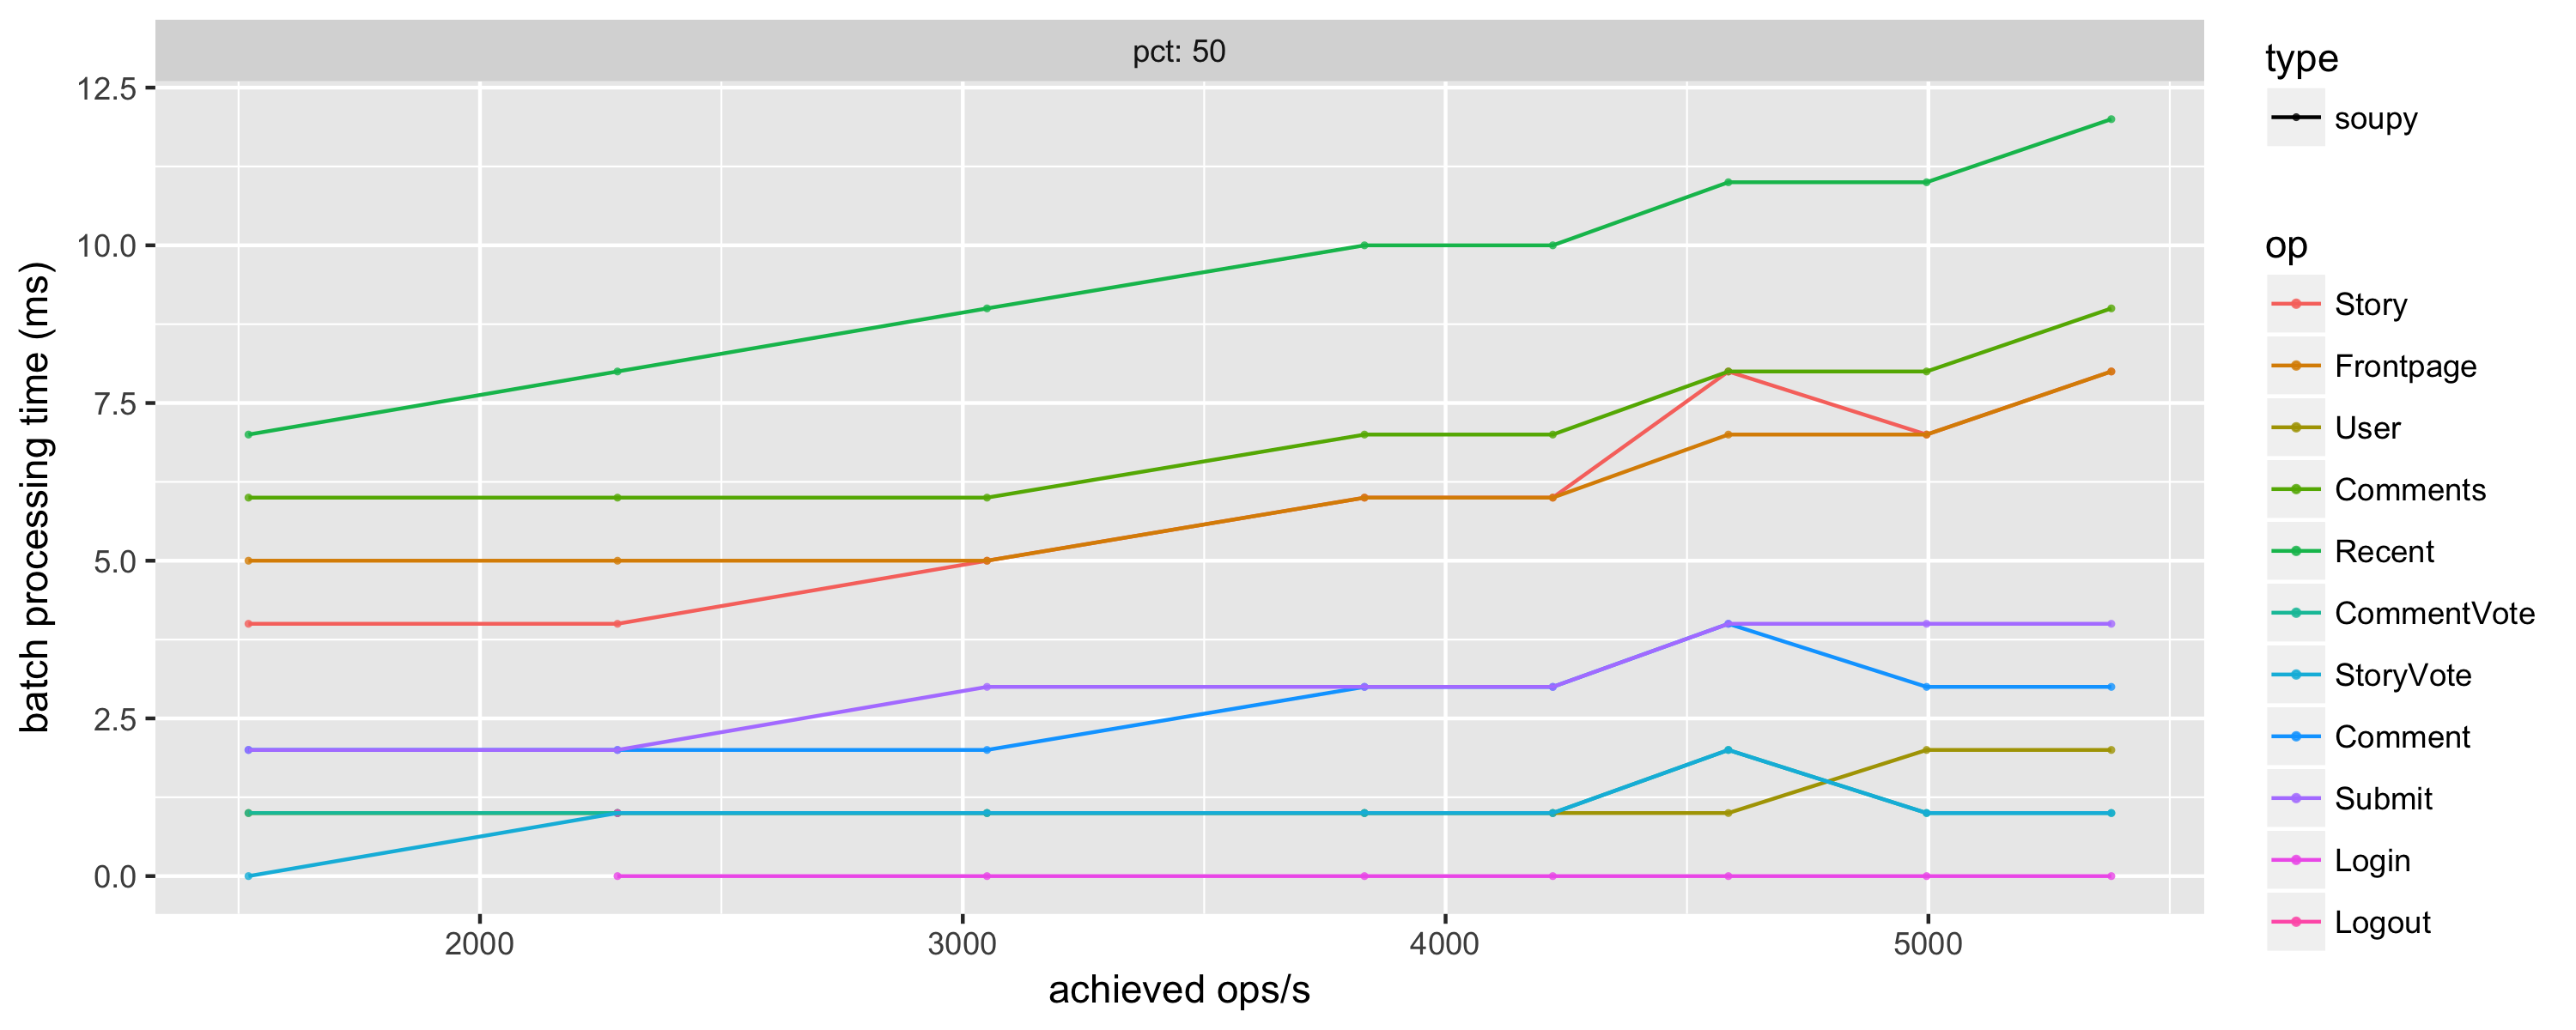 pct: 50
12.5
10.0
7.5
5.0
2.5
0.0
batch processing time (ms)
2000
3000
4000
5000
achieved ops/s
type
soupy
op
Story
Frontpage
User
Comments
Recent
CommentVote
StoryVote
Comment
Submit
Login
Logout